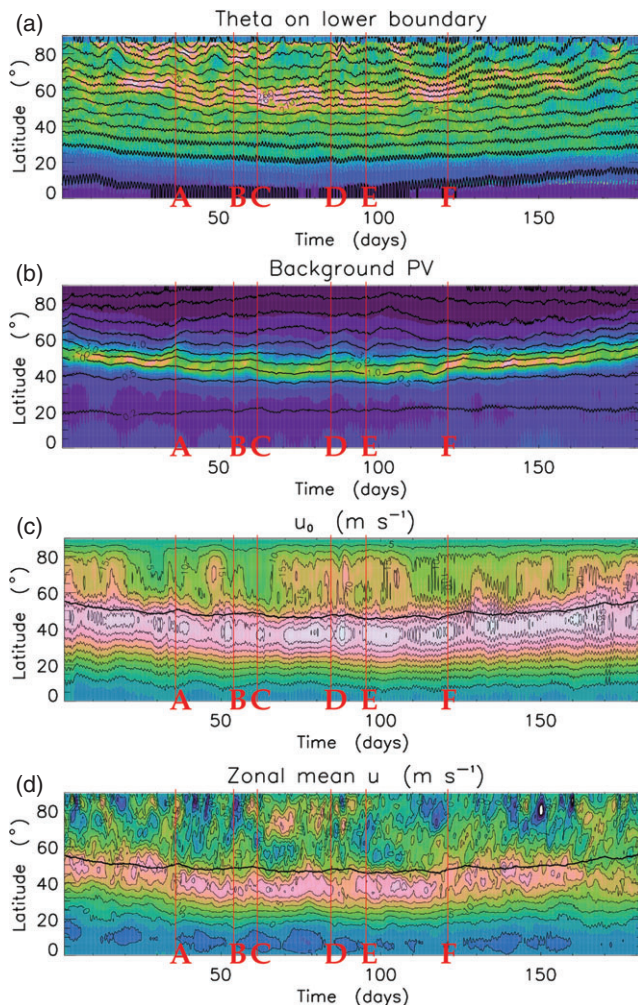 (a)
Theta on lower boundary
Latitude (°)
80
60
40
20
0
275
A
B
C
D
E
F
50
100
150
Time (days)
(b)
Background PV
Latitude (°)
80
60
40
20
0
A
B
C
D
E
F
50
100
150
Time (days)
(c)
u₀ (m s⁻¹)
Latitude (°)
80
60
40
20
0
A
B
C
D
E
F
50
100
150
Time (days)
(d)
Zonal mean u (m s⁻¹)
Latitude (°)
80
60
40
20
0
A
B
C
D
E
F
50
100
150
Time (days)